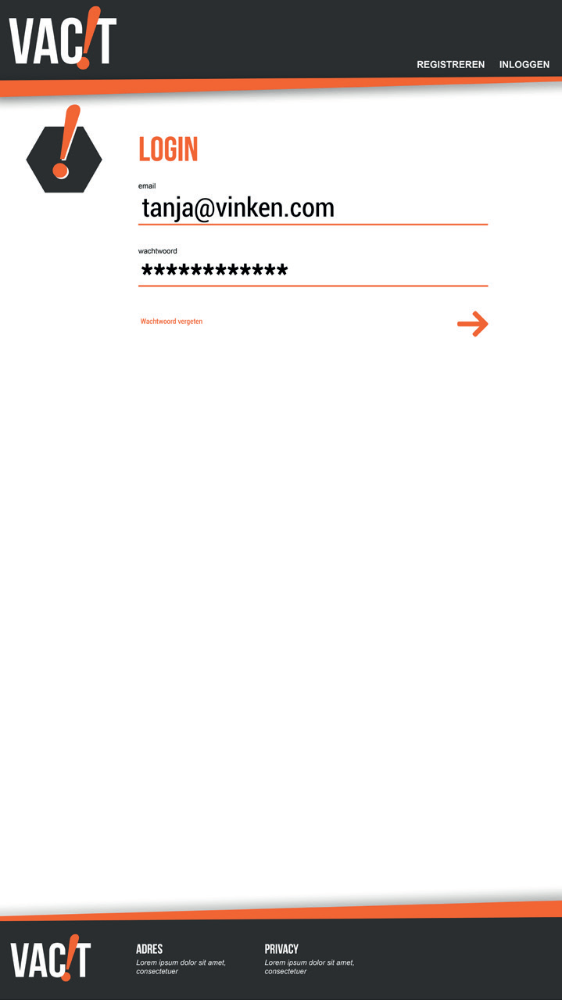 VAC!T
REGISTREREN INLOGGEN
LOGIN
email
tanja@vinken.com
wachtwoord
************
Wachtwoord vergeten
VAC!T
ADRES
Lorem ipsum dolor sit amet,
consectetuer
PRIVACY
Lorem ipsum dolor sit amet,
consectetuer